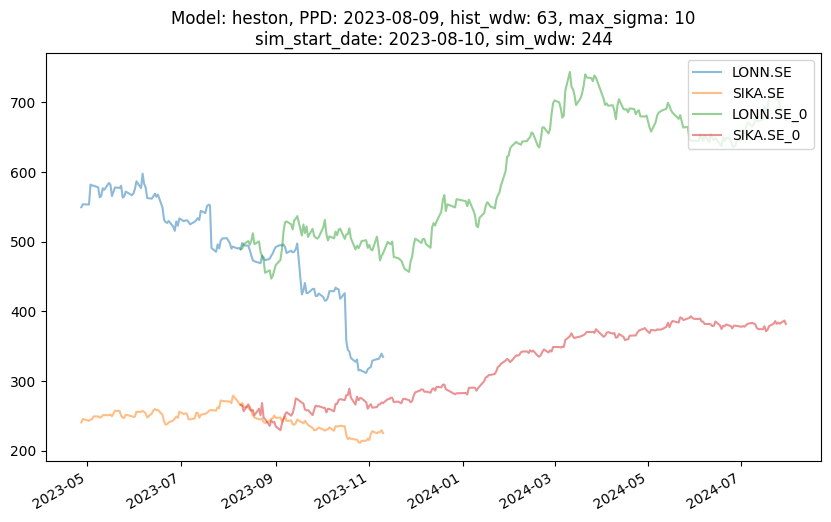 Model: heston, PPD: 2023-08-09, hist_wdw: 63, max_sigma: 10
sim_start_date: 2023-08-10, sim_wdw: 244
LONN.SE
SIKA.SE
LONN.SE_0
SIKA.SE_0
700
600
500
400
300
200
2023-05
2023-07
2023-09
2023-11
2024-01
2024-03
2024-05
2024-07